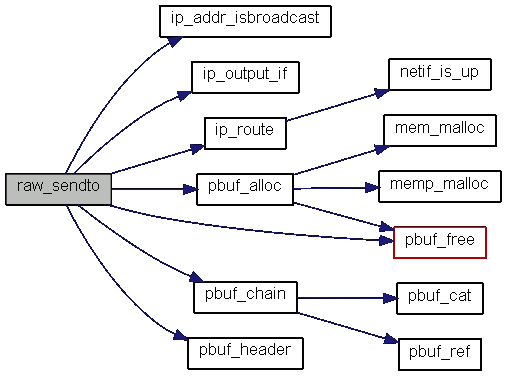 ip_addr_isbroadcast
ip_output_if
netif_is_up
ip_route
mem_malloc
raw_sendto
pbuf_alloc
memp_malloc
pbuf_free
pbuf_chain
pbuf_cat
pbuf_header
pbuf_ref